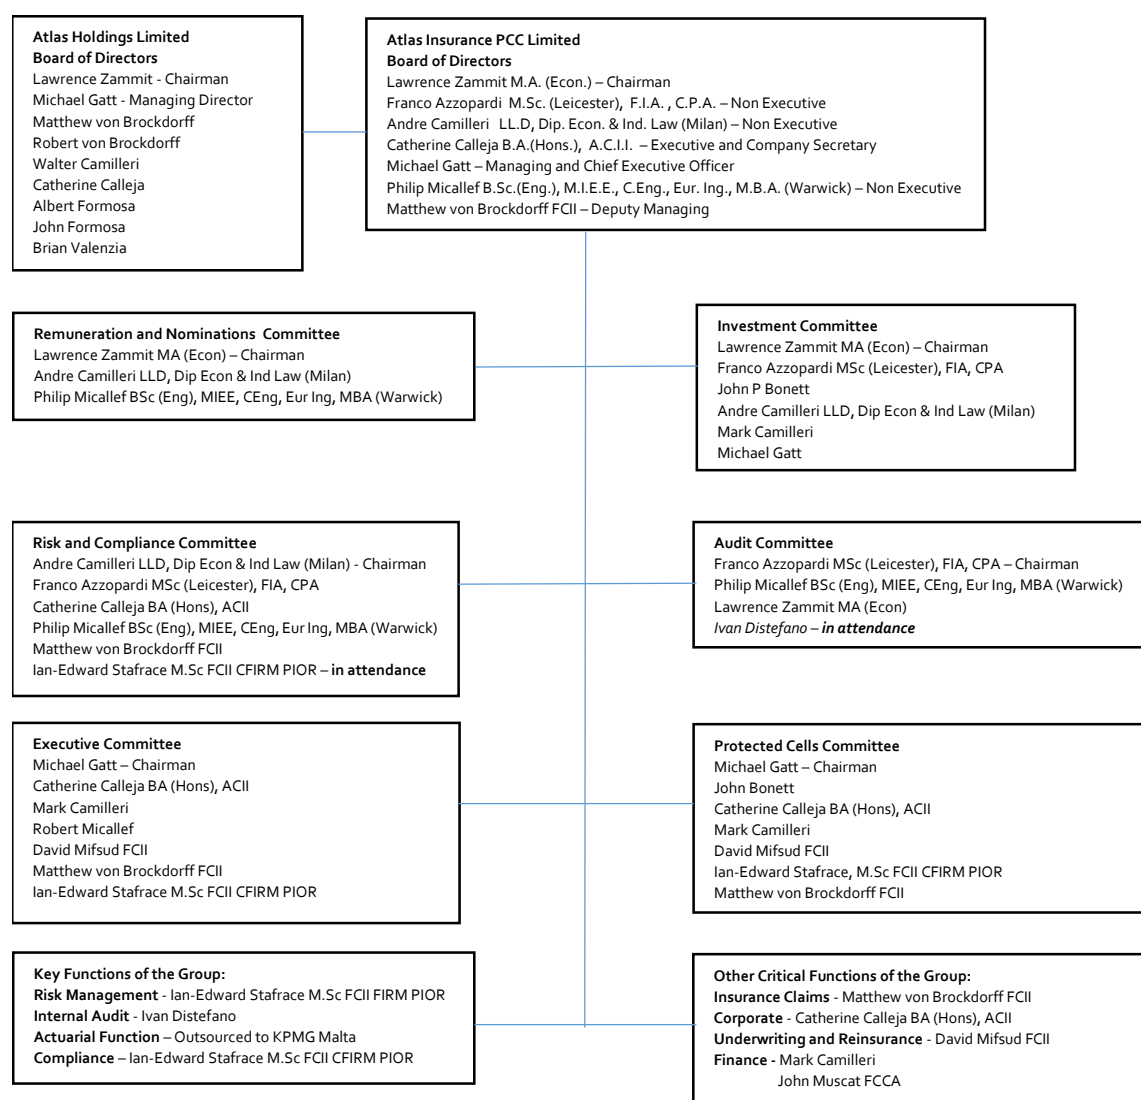 Atlas Holdings Limited
Board of Directors
Lawrence Zammit - Chairman
Michael Gatt - Managing Director
Matthew von Brockdorff
Robert von Brockdorff
Walter Camilleri
Catherine Calleja
Albert Formosa
John Formosa
Brian Valenzia
Atlas Insurance PCC Limited
Board of Directors
Lawrence Zammit M.A. (Econ.) – Chairman
Franco Azzopardi M.Sc. (Leicester), F.I.A. , C.P.A. – Non Executive
Andre Camilleri LL.D, Dip. Econ. & Ind. Law (Milan) – Non Executive
Catherine Calleja B.A.(Hons.), A.C.I.I. – Executive and Company Secretary
Michael Gatt – Managing and Chief Executive Officer
Philip Micallef B.Sc.(Eng.), M.I.E.E., C.Eng., Eur. Ing., M.B.A. (Warwick) – Non Executive
Matthew von Brockdorff FCII – Deputy Managing
Remuneration and Nominations Committee
Lawrence Zammit MA (Econ) – Chairman
Andre Camilleri LLD, Dip Econ & Ind Law (Milan)
Philip Micallef BSc (Eng), MIEE, CEng, Eur Ing, MBA (Warwick)
Investment Committee
Lawrence Zammit MA (Econ) – Chairman
Franco Azzopardi MSc (Leicester), FIA, CPA
John P Bonett
Andre Camilleri LLD, Dip Econ & Ind Law (Milan)
Mark Camilleri
Michael Gatt
Risk and Compliance Committee
Andre Camilleri LLD, Dip Econ & Ind Law (Milan) - Chairman
Franco Azzopardi MSc (Leicester), FIA, CPA
Catherine Calleja BA (Hons), ACII
Philip Micallef BSc (Eng), MIEE, CEng, Eur Ing, MBA (Warwick)
Matthew von Brockdorff FCII
Ian-Edward Stafrace M.Sc FCII CFIRM PIOR – in attendance
Audit Committee
Franco Azzopardi MSc (Leicester), FIA, CPA – Chairman
Philip Micallef BSc (Eng), MIEE, CEng, Eur Ing, MBA (Warwick)
Lawrence Zammit MA (Econ)
Ivan Distefano – in attendance
Executive Committee
Michael Gatt – Chairman
Catherine Calleja BA (Hons), ACII
Mark Camilleri
Robert Micallef
David Mifsud FCII
Matthew von Brockdorff FCII
Ian-Edward Stafrace M.Sc FCII CFIRM PIOR
Protected Cells Committee
Michael Gatt – Chairman
John Bonett
Catherine Calleja BA (Hons), ACII
Mark Camilleri
David Mifsud FCII
Ian-Edward Stafrace, M.Sc FCII CFIRM PIOR
Matthew von Brockdorff FCII
Key Functions of the Group:
Risk Management - Ian-Edward Stafrace M.Sc FCII FIRM PIOR
Internal Audit - Ivan Distefano
Actuarial Function – Outsourced to KPMG Malta
Compliance – Ian-Edward Stafrace M.Sc FCII CFIRM PIOR
Other Critical Functions of the Group:
Insurance Claims - Matthew von Brockdorff FCII
Corporate - Catherine Calleja BA (Hons), ACII
Underwriting and Reinsurance - David Mifsud FCII
Finance - Mark Camilleri
John Muscat FCCA